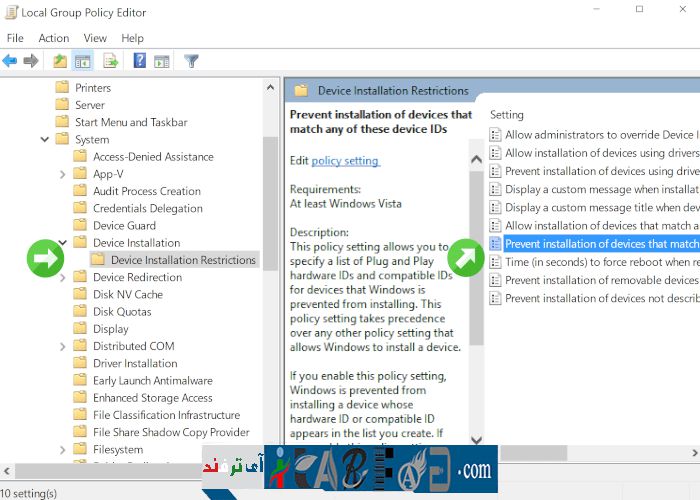 Local Group Policy Editor
File Action View Help
Printers
Server
Start Menu and Taskbar
System
Access-Denied Assistance
App-V
Audit Process Creation
Credentials Delegation
Device Guard
Device Installation
Device Installation Restrictions
Device Redirection
Disk NV Cache
Disk Quotas
Display
Distributed COM
Driver Installation
Early Launch Antimalware
Enhanced Storage Access
File Classification Infrastructure
File Share Shadow Copy Provider
Filesystem
Device Installation Restrictions
Prevent installation of devices that
match any of these device IDs
Edit policy setting
Requirements:
At least Windows Vista
Description:
This policy setting allows you to
specify a list of Plug and Play
hardware IDs and compatible IDs
for devices that Windows is
prevented from installing. This
policy setting takes precedence
over any other policy setting that
allows Windows to install a device.
If you enable this policy setting,
Windows is prevented from
installing a device whose
hardware ID or compatible ID
appears in the list you create. If
Setting
Allow administrators to override Device I
Allow installation of devices using drivers
Prevent installation of devices using drive
Display a custom message when installat
Display a custom message title when dev
Allow installation of devices that match a
Prevent installation of devices that match
Time (in seconds) to force reboot when re
Prevent installation of removable devices
Prevent installation of devices not describ
آی ترفند
.com
10 setting(s)